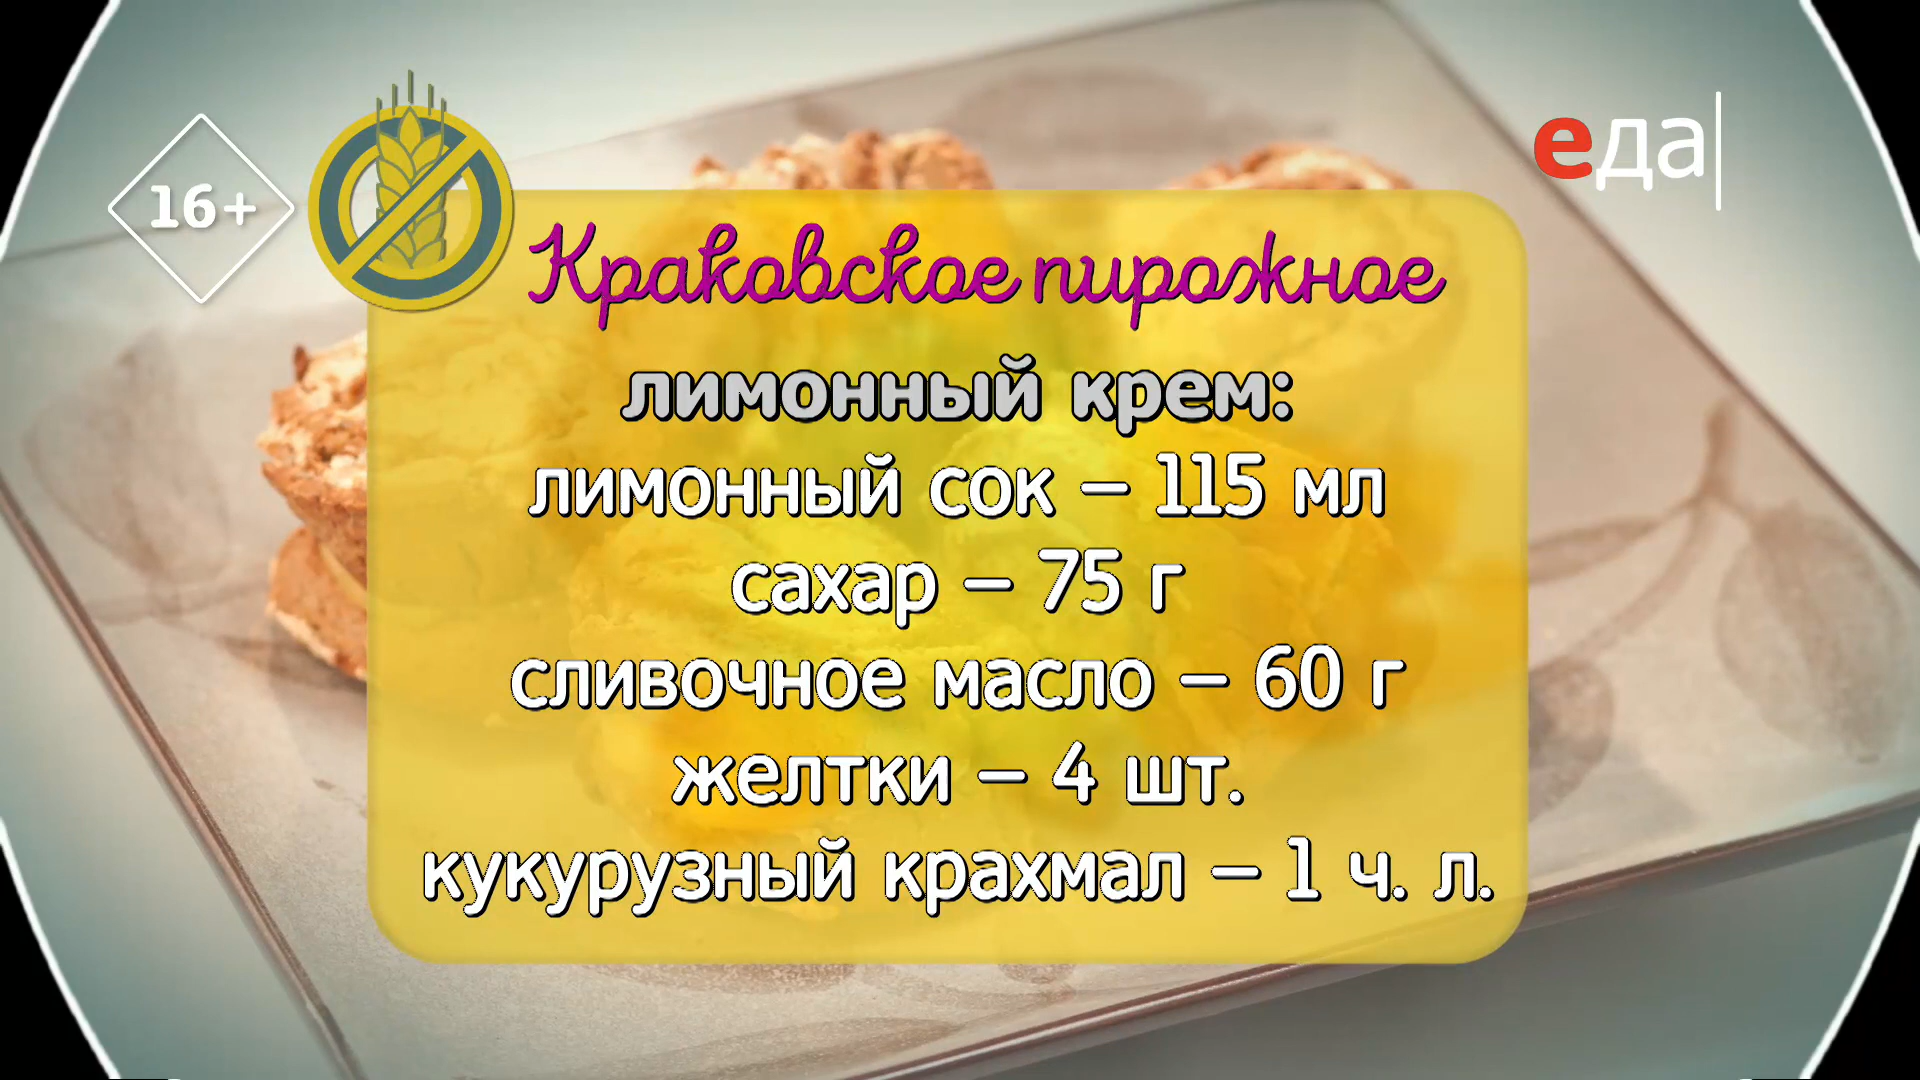 16+
еда
Краковское пирожное
лимонный крем:
лимонный сок – 115 мл
сахар – 75 г
сливочное масло – 60 г
желтки – 4 шт.
кукурузный крахмал – 1 ч. л.